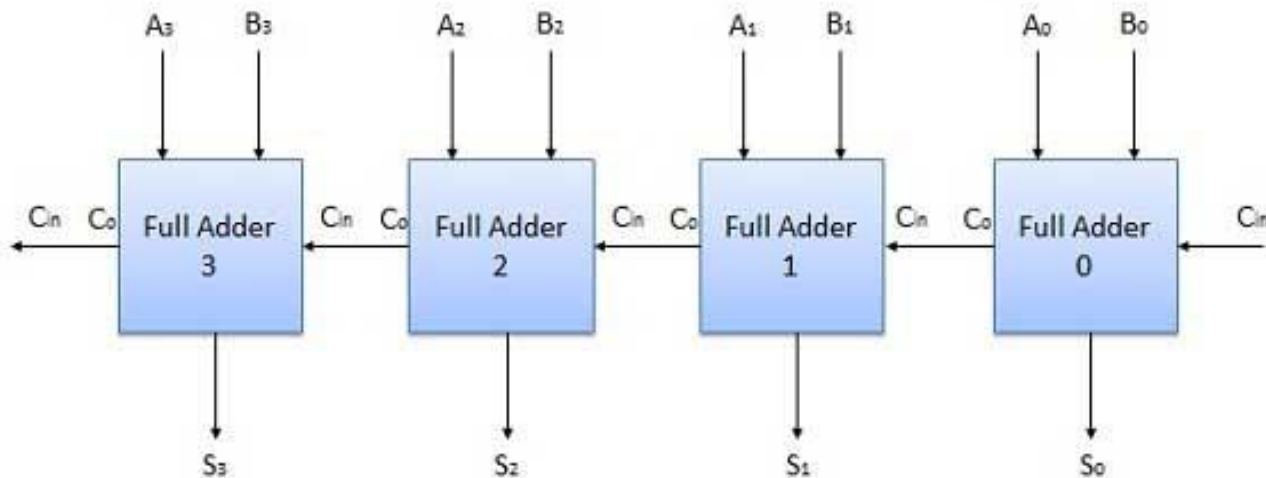 A₃ B₃ A₂ B₂ A₁ B₁ A₀ B₀
Cin Co Full Adder 3 Cin Co Full Adder 2 Cin Co Full Adder 1 Cin Co Full Adder 0 Cin
S₃ S₂ S₁ S₀